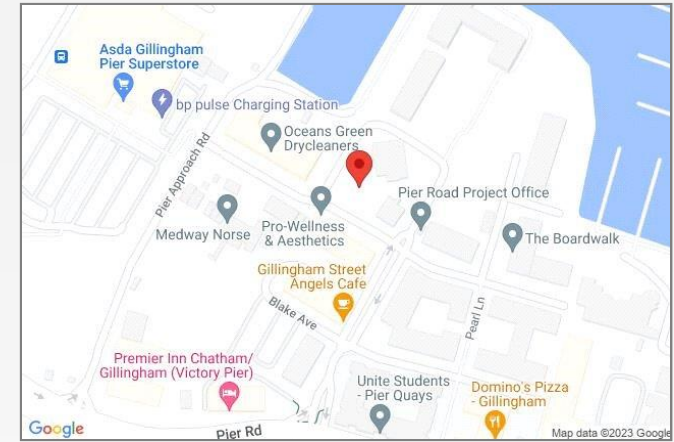 Asda Gillingham
Pier Superstore
bp pulse Charging Station
Oceans Green
Drycleaners
Pier Approach Rd
Pier Road Project Office
Medway Norse
Pro-Wellness
& Aesthetics
The Boardwalk
Gillingham Street
Angels Cafe
Blake Ave
Pearl Ln
Premier Inn Chatham/
Gillingham (Victory Pier)
Unite Students
- Pier Quays
Domino's Pizza
- Gillingham
Google
Pier Rd
Map data ©2023 Google